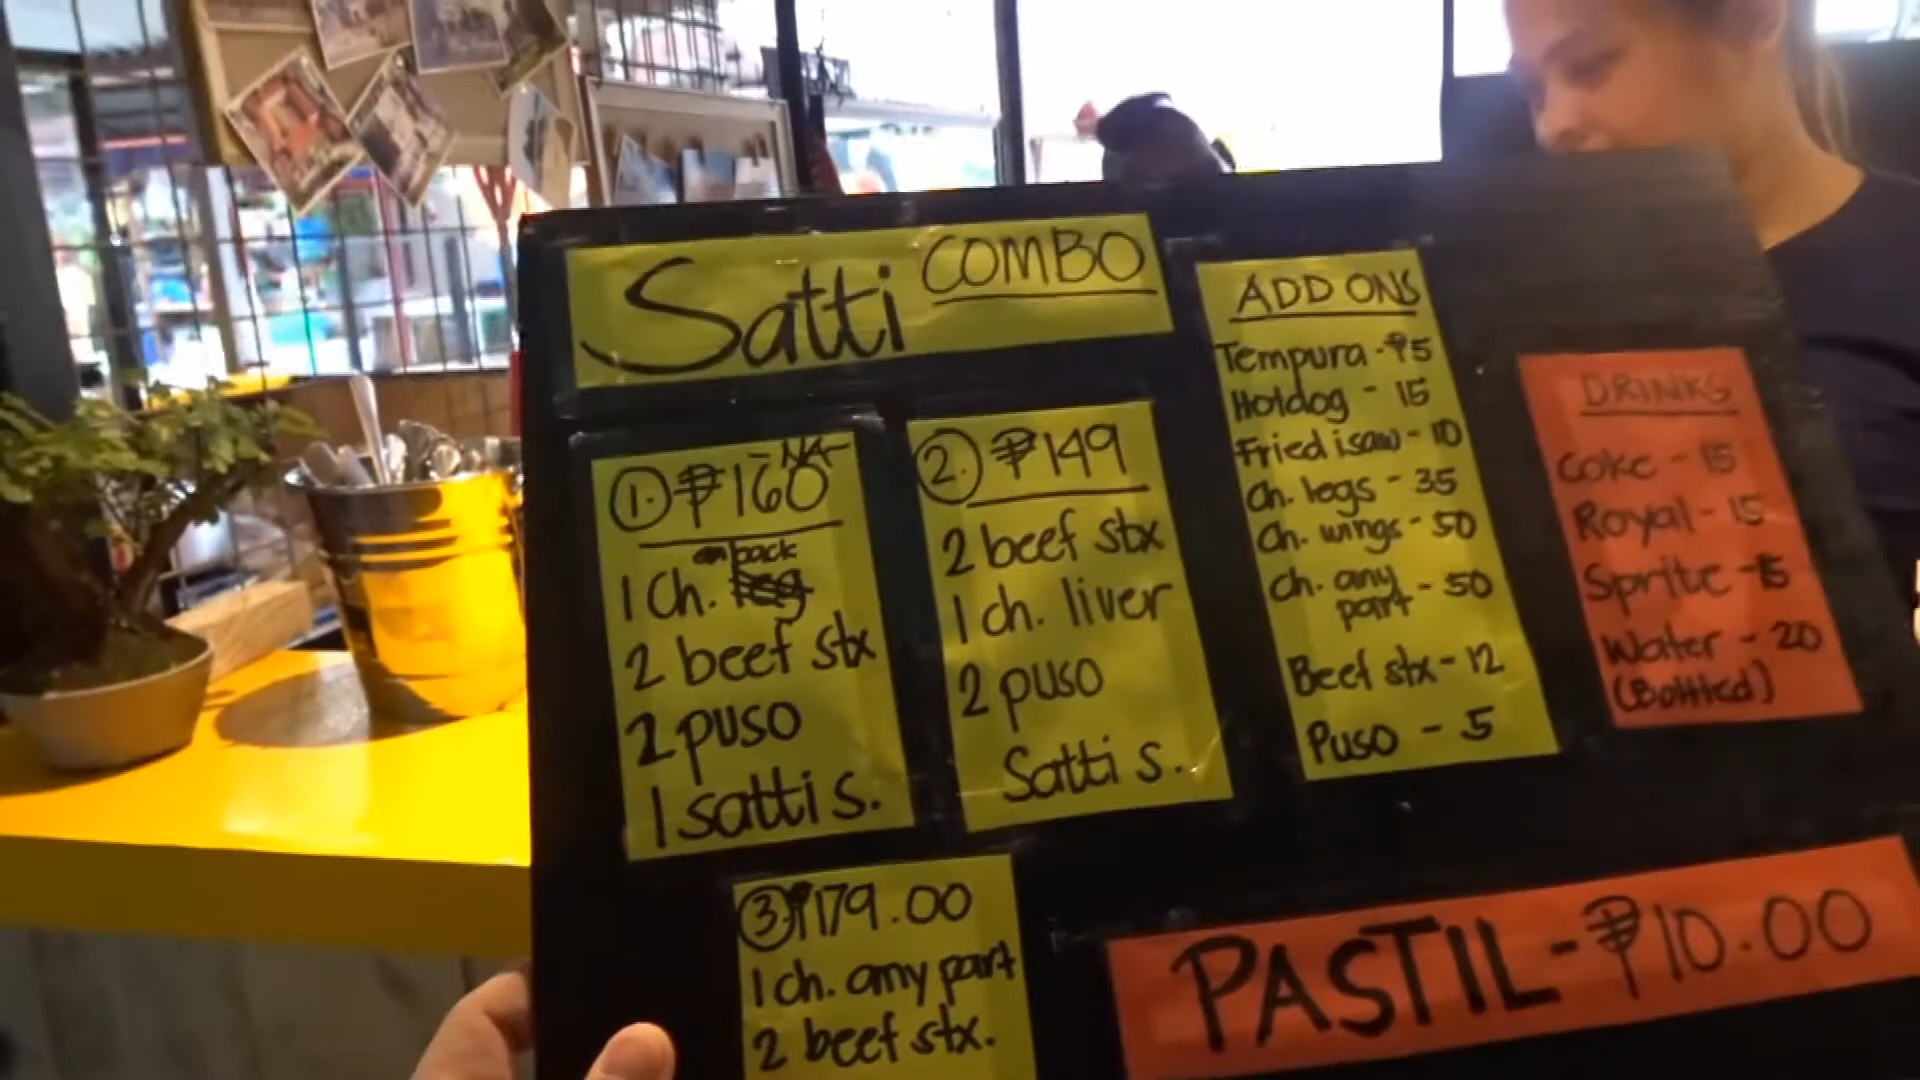 Satti COMBO
1. ₱160 NA
back
1 Ch.
2 beef stx
2 puso
1 satti s.
2. ₱149
2 beef stx
1 ch. liver
2 puso
Satti s.
3. ₱179.00
1 ch. any part
2 beef stx.
ADD ONS
Tempura - ₱5
Hotdog - 15
Fried isaw - 10
Ch. legs - 35
Ch. wings - 50
Ch. any
part - 50
Beef stx - 12
Puso - 5
DRINKS
Coke - 15
Royal - 15
Sprite - 15
Water - 20
(Bottled)
PASTIL - ₱10.00